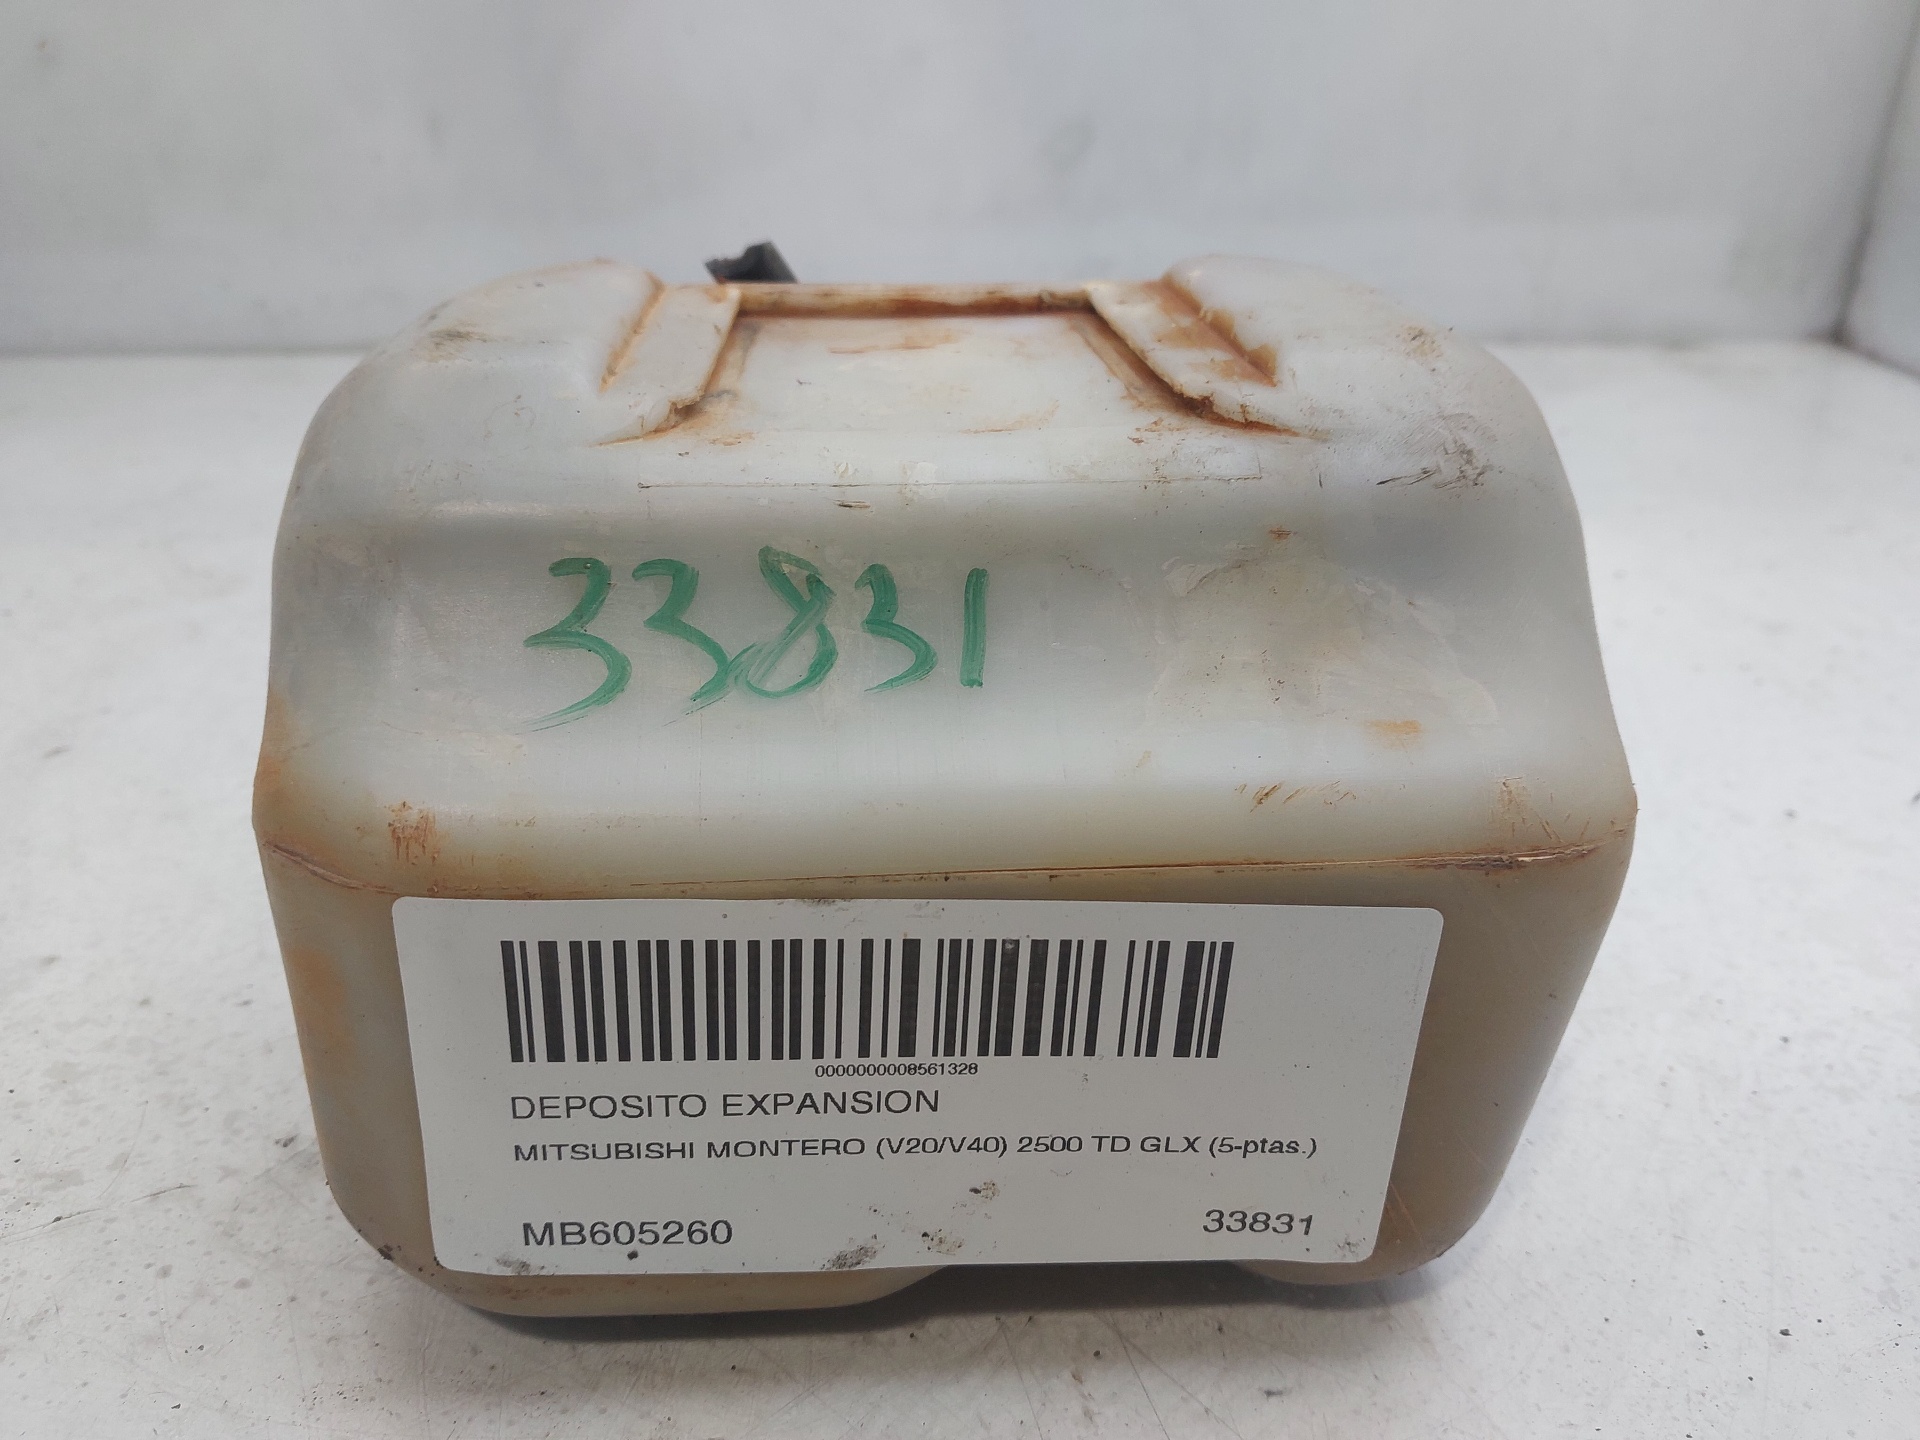 33831
0000000008561328
DEPOSITO EXPANSION
MITSUBISHI MONTERO (V20/V40) 2500 TD GLX (5-ptas.)
MB605260 33831